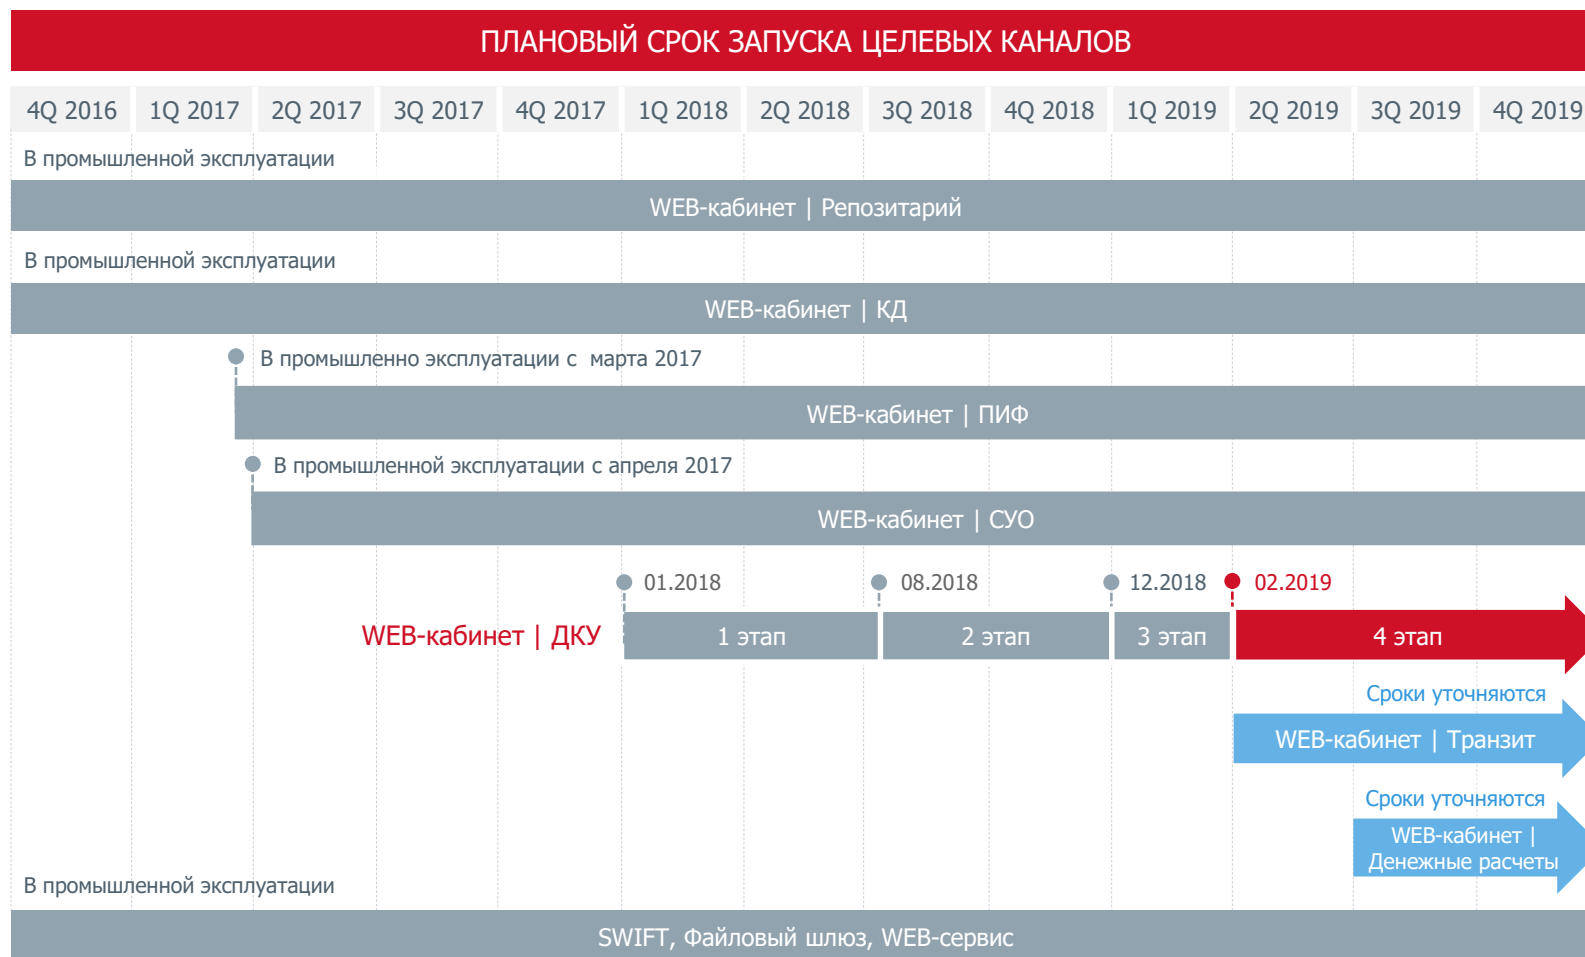 ПЛАНОВЫЙ СРОК ЗАПУСКА ЦЕЛЕВЫХ КАНАЛОВ
4Q 2016 1Q 2017 2Q 2017 3Q 2017 4Q 2017 1Q 2018 2Q 2018 3Q 2018 4Q 2018 1Q 2019 2Q 2019 3Q 2019 4Q 2019
В промышленной эксплуатации
WEB-кабинет | Репозитарий
В промышленной эксплуатации
WEB-кабинет | КД
В промышленно эксплуатации с марта 2017
WEB-кабинет | ПИФ
В промышленной эксплуатации с апреля 2017
WEB-кабинет | СУО
01.2018 08.2018 12.2018 02.2019
WEB-кабинет | ДКУ 1 этап 2 этап 3 этап 4 этап
Сроки уточняются
WEB-кабинет | Транзит
Сроки уточняются
WEB-кабинет |
Денежные расчеты
В промышленной эксплуатации
SWIFT, Файловый шлюз, WEB-сервис